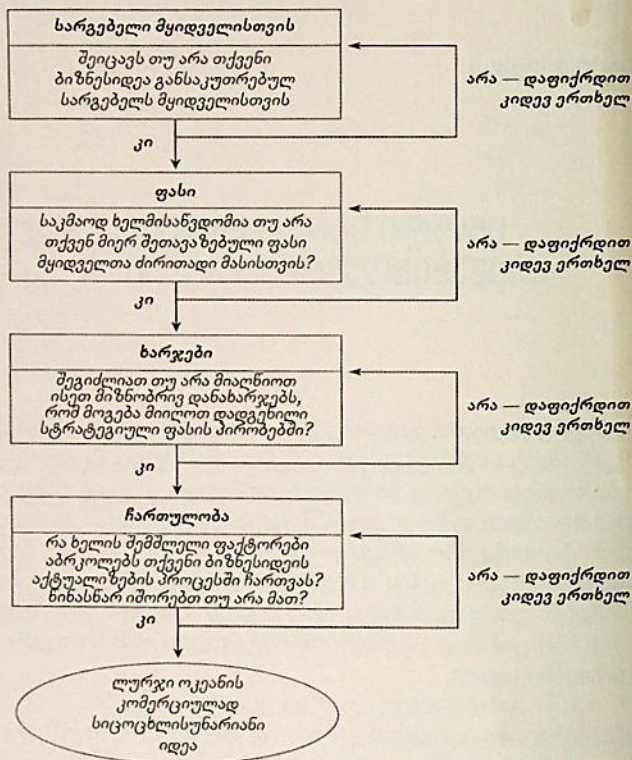 სარგებელი მყიდველისთვის
შეიცავს თუ არა თქვენი
ბიზნესიდეა განსაკუთრებულ
სარგებელს მყიდველისთვის
არა — დაფიქრდით
კიდევ ერთხელ
კი
ფასი
საკმაოდ ხელმისაწვდომია თუ არა
თქვენ მიერ შეთავაზებული ფასი
მყიდველთა ძირითადი მასისთვის?
არა — დაფიქრდით
კიდევ ერთხელ
კი
ხარჯები
შეგიძლიათ თუ არა მიაღწიოთ
ისეთ მიზნობრივ დანახარჯებს,
რომ მოგება მიიღოთ დადგენილი
სტრატეგიული ფასის პირობებში?
არა — დაფიქრდით
კიდევ ერთხელ
კი
ჩართულობა
რა ხელის შემშლელი ფაქტორები
აბრკოლებს თქვენი ბიზნესიდეის
აქტუალიზების პროცესში ჩართვას?
წინასწარ იშორებთ თუ არა მათ?
არა — დაფიქრდით
კიდევ ერთხელ
კი
ლურჯი ოკეანის
კომერციულად
სიცოცხლისუნარიანი
იდეა